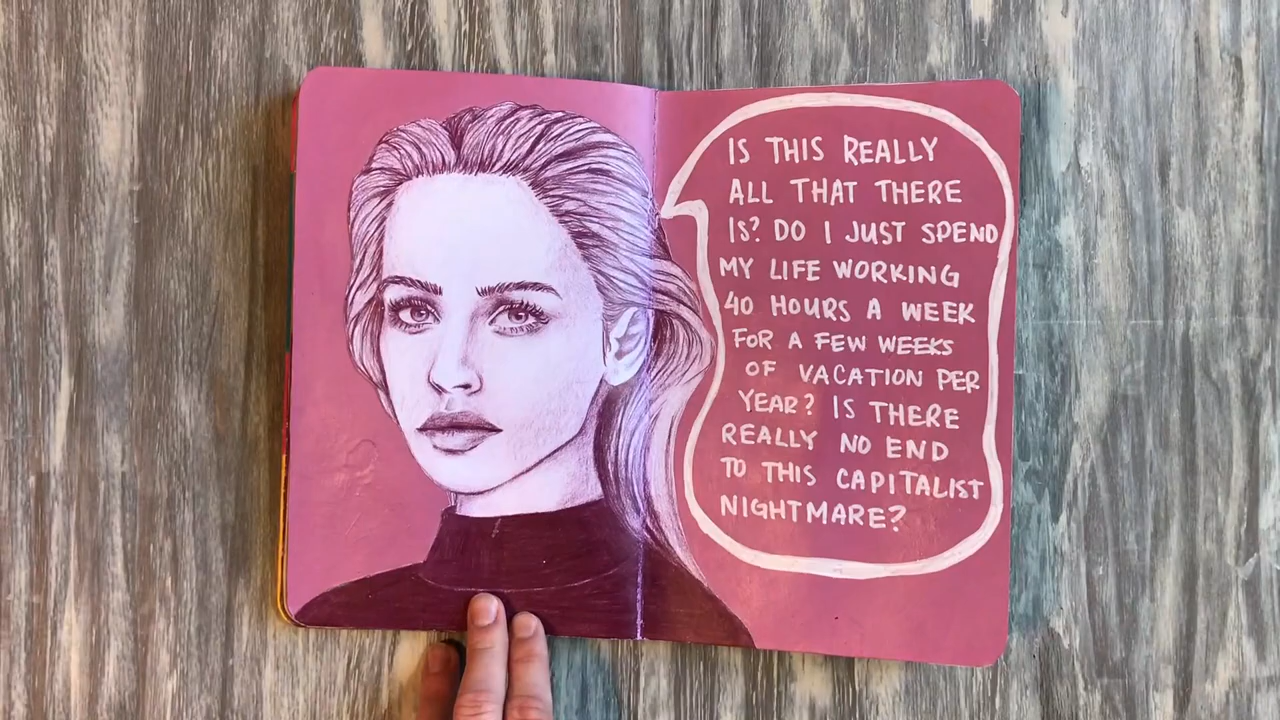 IS THIS REALLY
ALL THAT THERE
IS? DO I JUST SPEND
MY LIFE WORKING
40 HOURS A WEEK
FOR A FEW WEEKS
OF VACATION PER
YEAR? IS THERE
REALLY NO END
TO THIS CAPITALIST
NIGHTMARE?